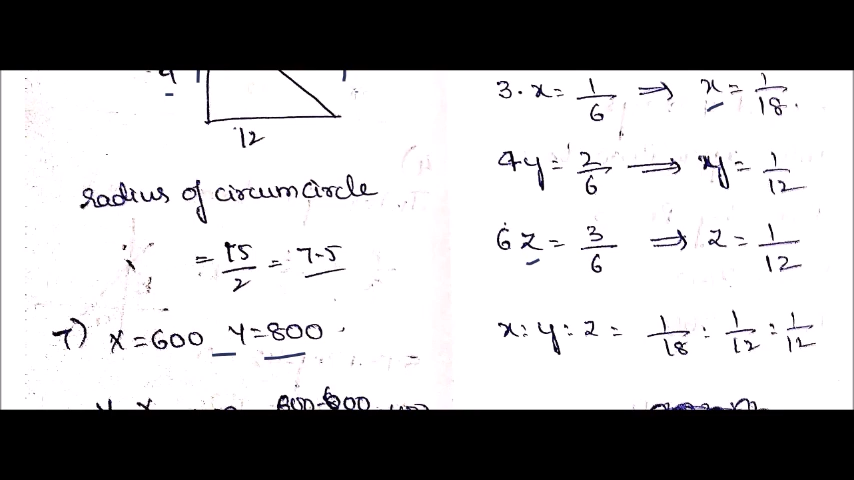 9
12
radius of circumcircle
= 15/2 = 7.5
7) X=600 Y=800
3.x = 1/6 ⇒ x = 1/18.
4y = 2/6 ⇒ y = 1/12
6z = 3/6 ⇒ z = 1/12
x : y : z = 1/18 : 1/12 : 1/12